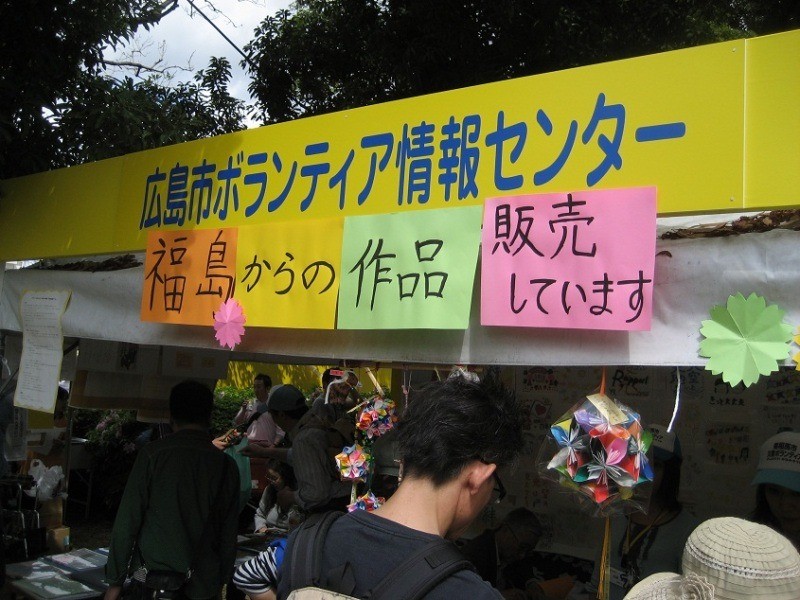 広島市ボランティア情報センター
福島からの作品販売
しています